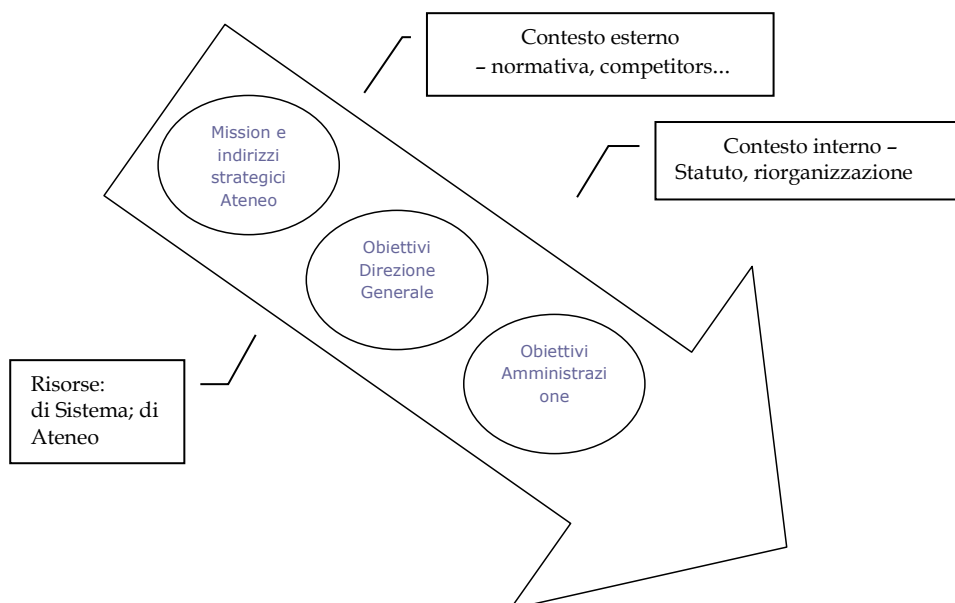 Contesto esterno
– normativa, competitors...
Mission e
indirizzi
strategici
Ateneo
Contesto interno –
Statuto, riorganizzazione
Obiettivi
Direzione
Generale
Obiettivi
Amministrazi
one
Risorse:
di Sistema; di
Ateneo